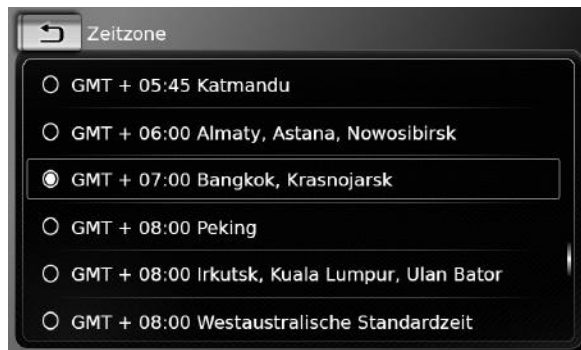 Zeitzone
GMT + 05:45 Katmandu
GMT + 06:00 Almaty, Astana, Nowosibirsk
GMT + 07:00 Bangkok, Krasnojarsk
GMT + 08:00 Peking
GMT + 08:00 Irkutsk, Kuala Lumpur, Ulan Bator
GMT + 08:00 Westaustralische Standardzeit